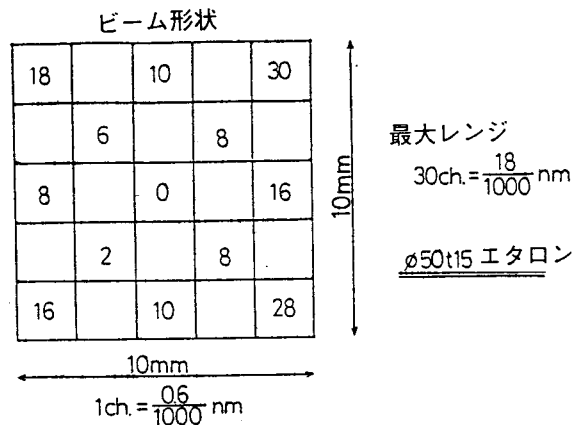 ビーム形状
18 10 30
6 8
8 0 16
2 8
16 10 28
10mm
10mm
1ch.=0.6/1000 nm
最大レンジ
30ch.=18/1000 nm
ø50t15 エタロン